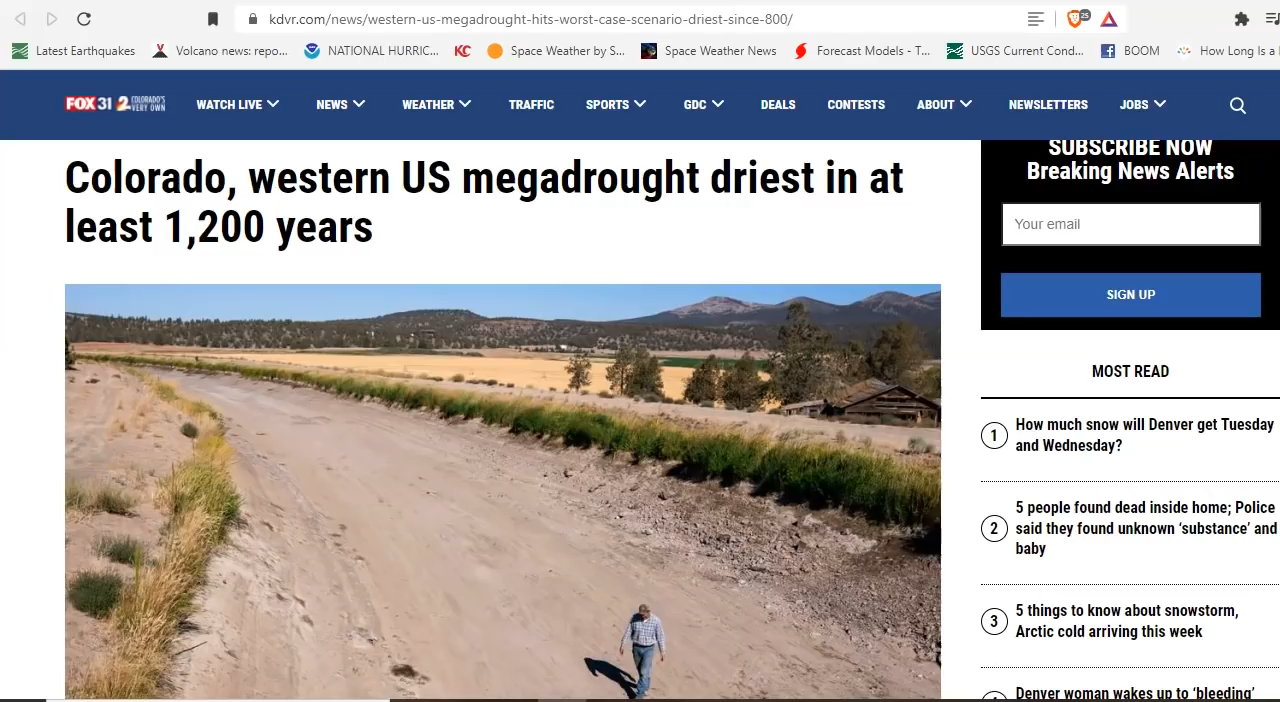 kdvr.com/news/western-us-megadrought-hits-worst-case-scenario-driest-since-800/
25
Latest Earthquakes
Volcano news: repo...
NATIONAL HURRIC...
KC
Space Weather by S...
Space Weather News
Forecast Models - T...
USGS Current Cond...
BOOM
How Long Is a
FOX 31 2 COLORADO'S VERY OWN
WATCH LIVE
NEWS
WEATHER
TRAFFIC
SPORTS
GDC
DEALS
CONTESTS
ABOUT
NEWSLETTERS
JOBS
Colorado, western US megadrought driest in at
least 1,200 years
SUBSCRIBE NOW
Breaking News Alerts
Your email
SIGN UP
MOST READ
1
How much snow will Denver get Tuesday
and Wednesday?
2
5 people found dead inside home; Police
said they found unknown ‘substance’ and
baby
3
5 things to know about snowstorm,
Arctic cold arriving this week
Denver woman wakes up to ‘bleeding’